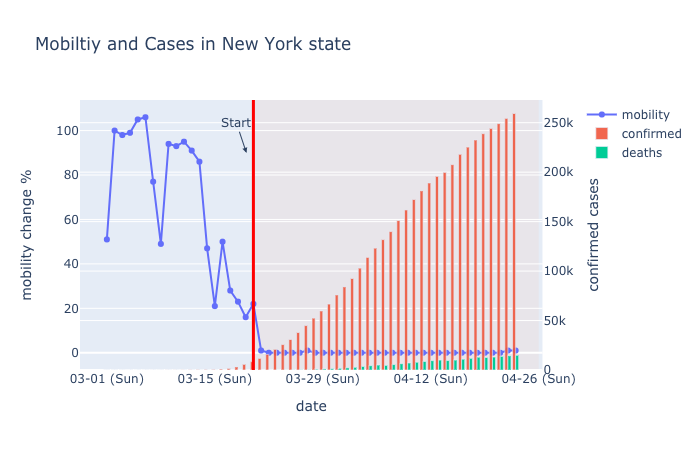 Mobiltiy and Cases in New York state
Start
mobility change %
100
80
60
40
20
0
250k
200k
150k
100k
50k
0
confirmed cases
03-01 (Sun)
03-15 (Sun)
03-29 (Sun)
04-12 (Sun)
04-26 (Sun)
date
mobility
confirmed
deaths